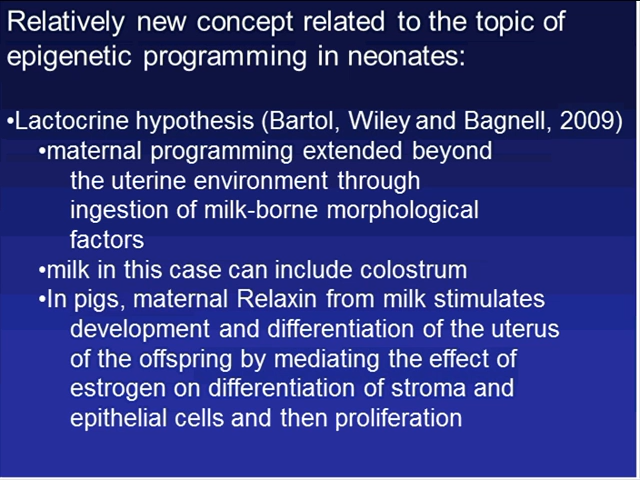 Relatively new concept related to the topic of
epigenetic programming in neonates:
•Lactocrine hypothesis (Bartol, Wiley and Bagnell, 2009)
•maternal programming extended beyond
the uterine environment through
ingestion of milk-borne morphological
factors
•milk in this case can include colostrum
•In pigs, maternal Relaxin from milk stimulates
development and differentiation of the uterus
of the offspring by mediating the effect of
estrogen on differentiation of stroma and
epithelial cells and then proliferation